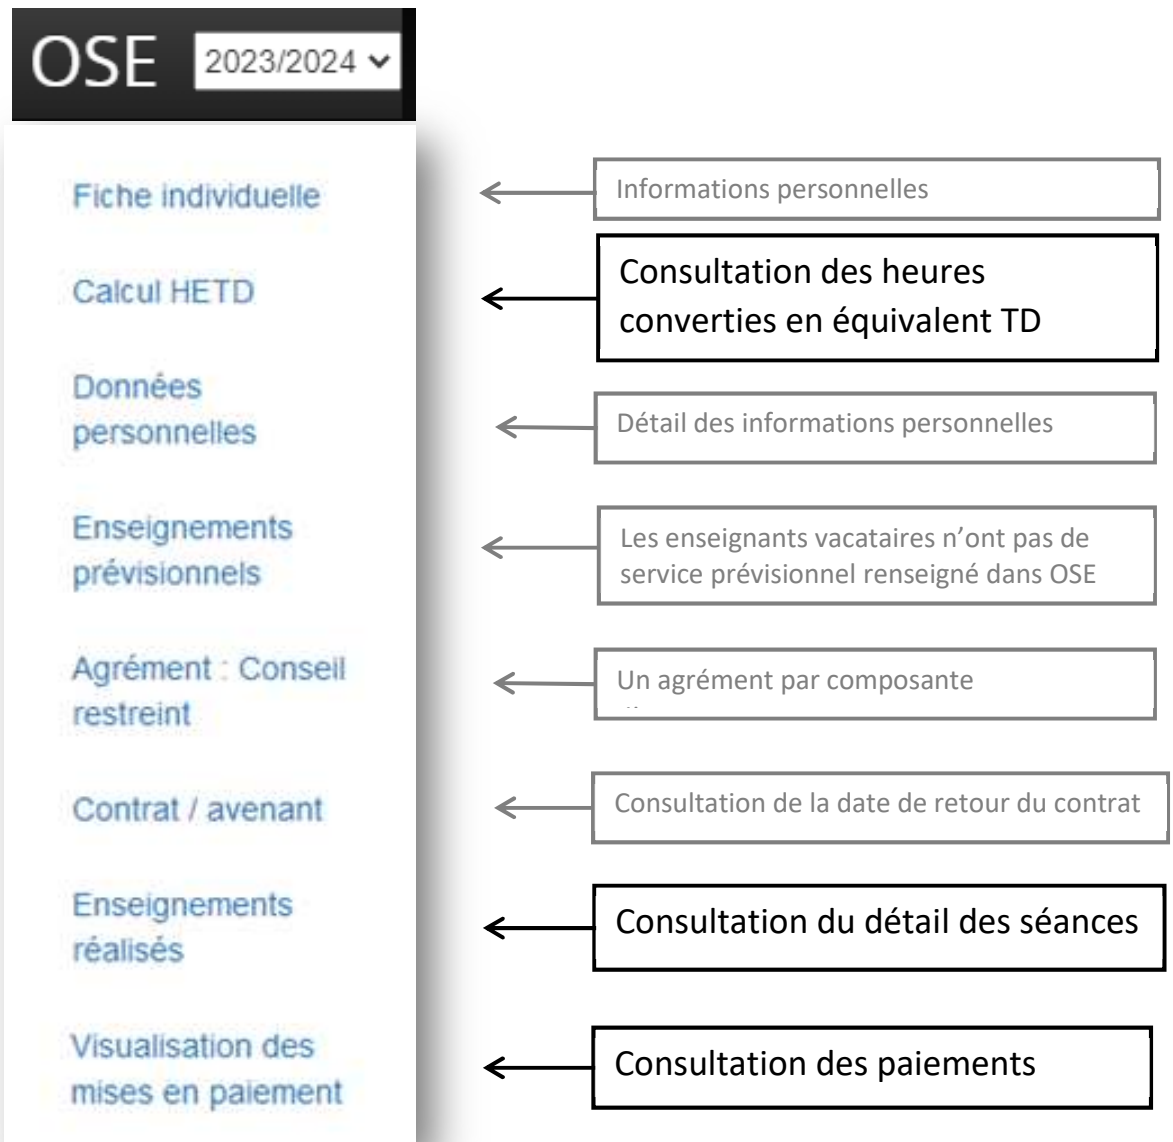 OSE 2023/2024
Fiche individuelle
Informations personnelles
Calcul HETD
Consultation des heures
converties en équivalent TD
Données
personnelles
Détail des informations personnelles
Enseignements
prévisionnels
Les enseignants vacataires n’ont pas de
service prévisionnel renseigné dans OSE
Agrément : Conseil
restreint
Un agrément par composante
Contrat / avenant
Consultation de la date de retour du contrat
Enseignements
réalisés
Consultation du détail des séances
Visualisation des
mises en paiement
Consultation des paiements